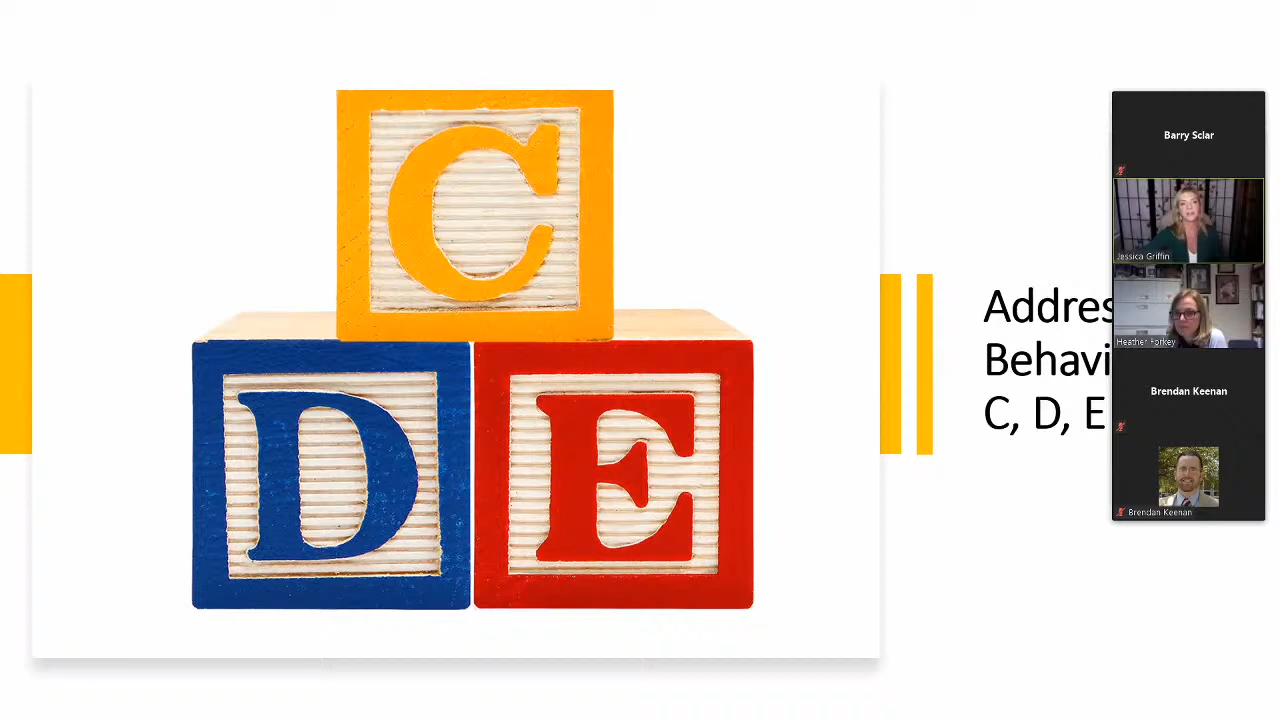 C
D
E
Addres
Behavi
C, D, E
Barry Sclar
Jessica Griffin
Heather Forkey
Brendan Keenan
Brendan Keenan